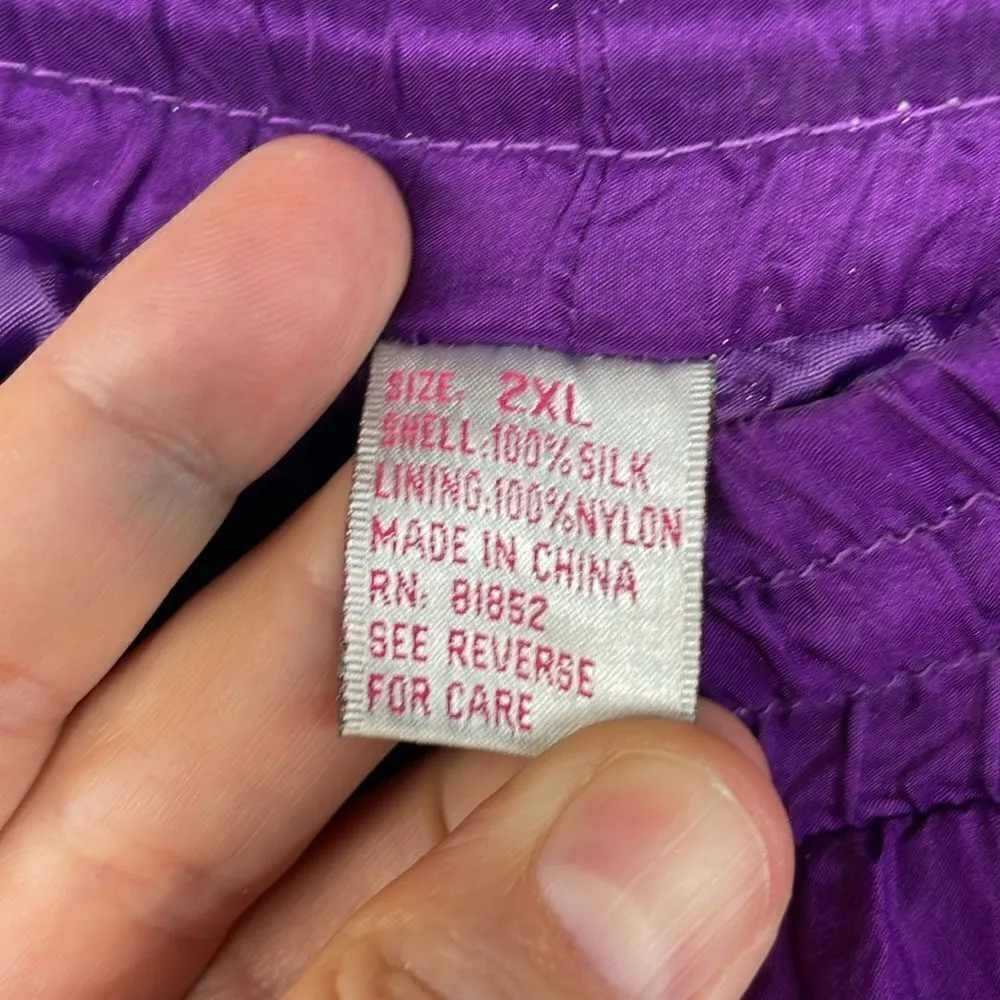 SIZE: 2XL
SHELL:100% SILK
LINING:100%NYLON
MADE IN CHINA
RN: 81852
SEE REVERSE
FOR CARE